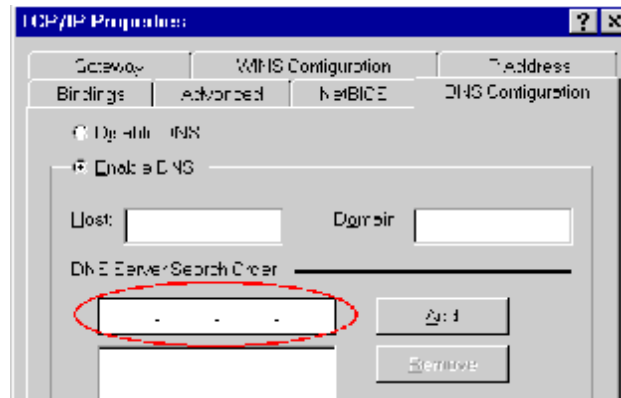 TCP/IP Properties
Gateway WINS Configuration IP Address
Bindings Advanced NetBIOS DNS Configuration
Disable DNS
Enable DNS
Host: Domain:
DNS Server Search Order
Add
Remove